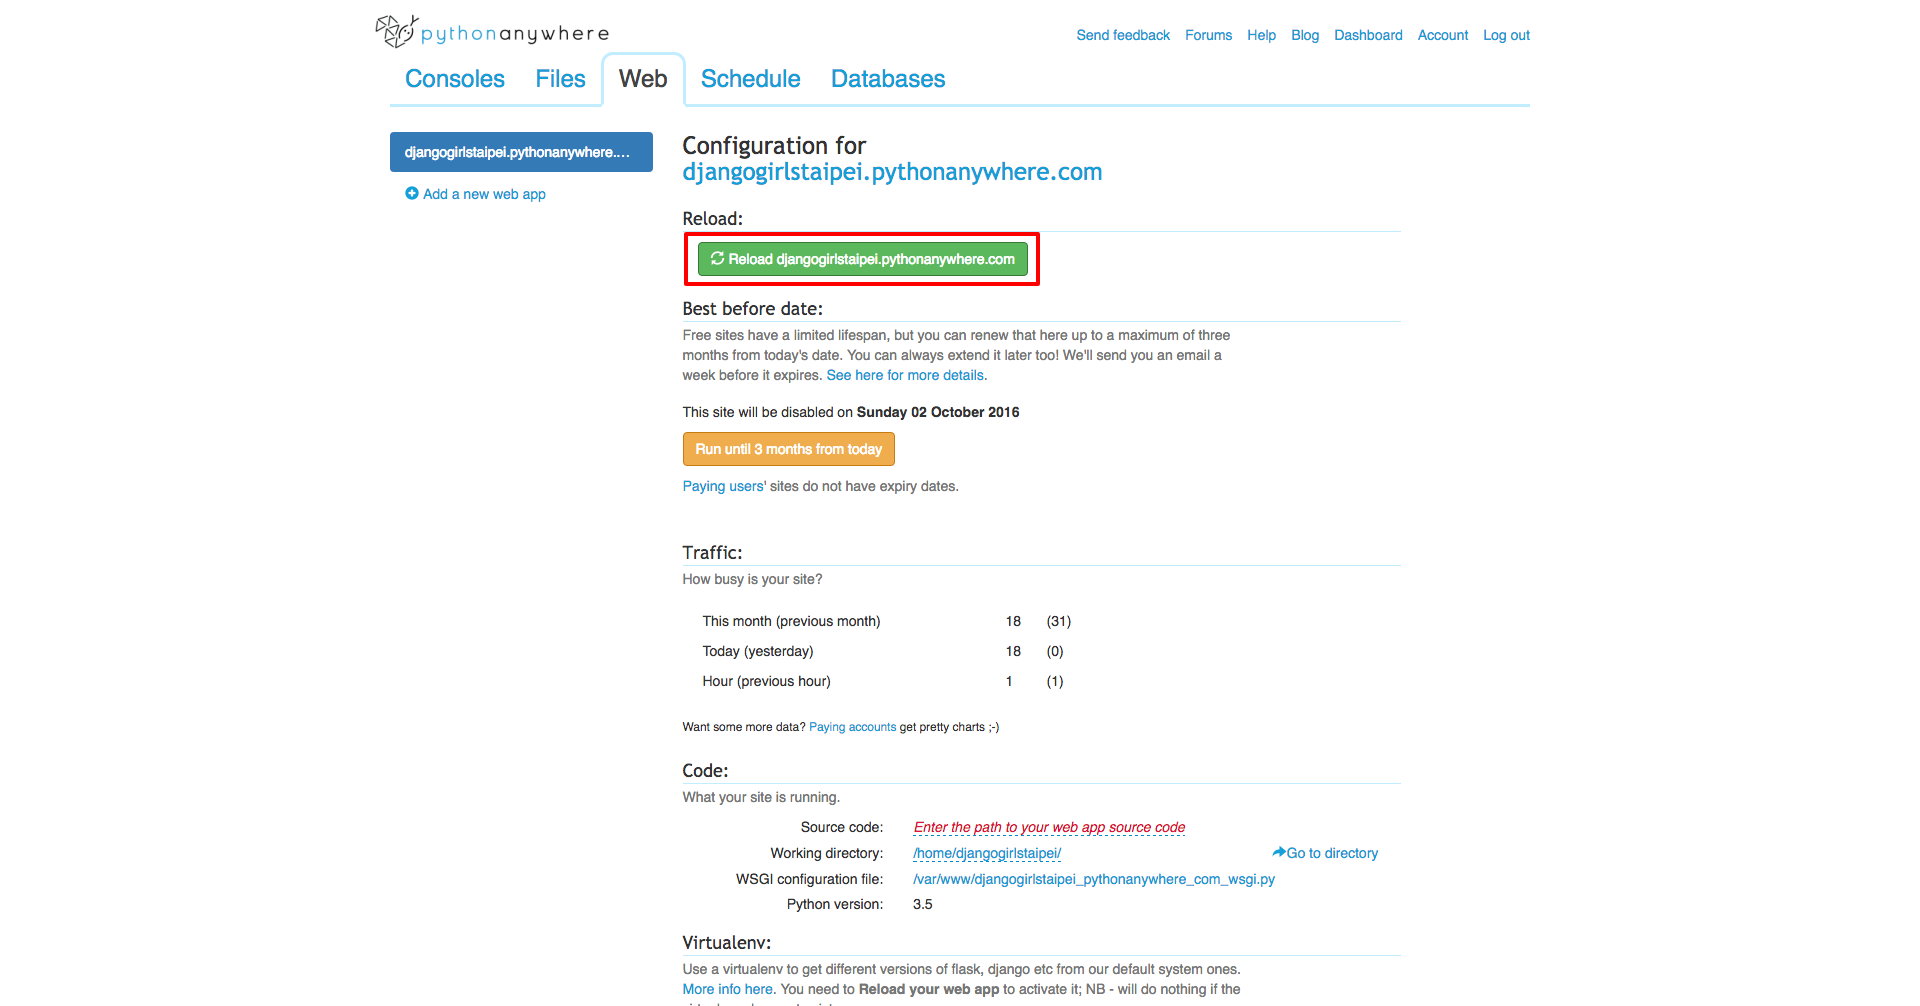 pythonanywhere
Send feedback Forums Help Blog Dashboard Account Log out
Consoles Files Web Schedule Databases
djangogirlstaipei.pythonanywhere....
Add a new web app
Configuration for
djangogirlstaipei.pythonanywhere.com
Reload:
Reload djangogirlstaipei.pythonanywhere.com
Best before date:
Free sites have a limited lifespan, but you can renew that here up to a maximum of three
months from today's date. You can always extend it later too! We'll send you an email a
week before it expires. See here for more details.
This site will be disabled on Sunday 02 October 2016
Run until 3 months from today
Paying users' sites do not have expiry dates.
Traffic:
How busy is your site?
This month (previous month) 18 (31)
Today (yesterday) 18 (0)
Hour (previous hour) 1 (1)
Want some more data? Paying accounts get pretty charts ;-)
Code:
What your site is running.
Source code: Enter the path to your web app source code
Working directory: /home/djangogirlstaipei/ Go to directory
WSGI configuration file: /var/www/djangogirlstaipei_pythonanywhere_com_wsgi.py
Python version: 3.5
Virtualenv:
Use a virtualenv to get different versions of flask, django etc from our default system ones.
More info here. You need to Reload your web app to activate it; NB - will do nothing if the